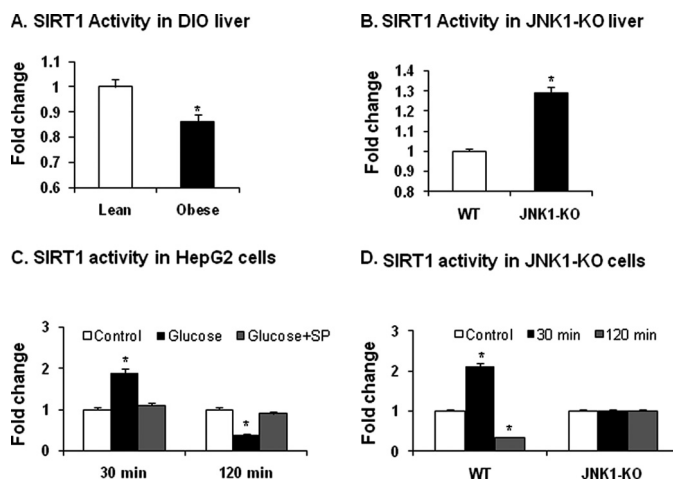 A. SIRT1 Activity in DIO liver
Fold change
1.1
1
0.9
0.8
0.7
0.6
*
Lean Obese
B. SIRT1 Activity in JNK1-KO liver
Fold change
1.4
1.3
1.2
1.1
1
0.9
0.8
*
WT JNK1-KO
C. SIRT1 activity in HepG2 cells
Fold change
3
2
1
0
Control Glucose Glucose+SP
*
*
30 min 120 min
D. SIRT1 activity in JNK1-KO cells
Fold change
3
2
1
0
Control 30 min 120 min
*
*
WT JNK1-KO